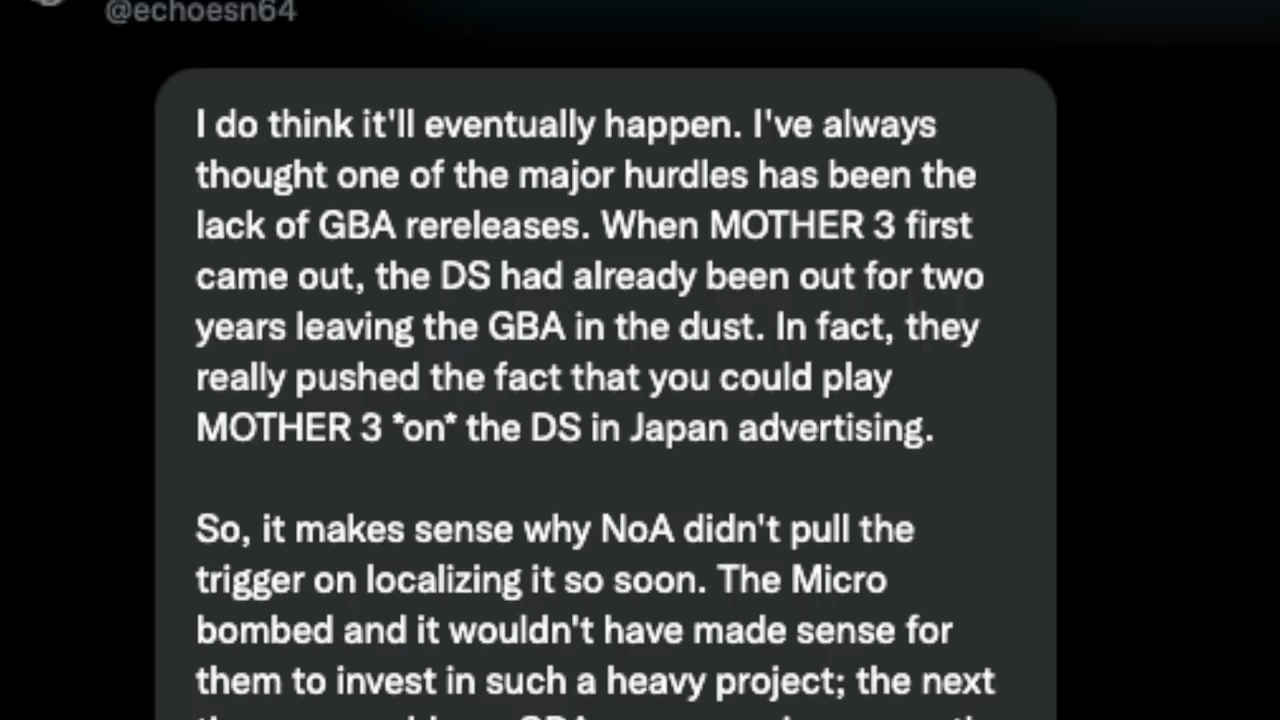 @echoesn64
I do think it'll eventually happen. I've always
thought one of the major hurdles has been the
lack of GBA rereleases. When MOTHER 3 first
came out, the DS had already been out for two
years leaving the GBA in the dust. In fact, they
really pushed the fact that you could play
MOTHER 3 *on* the DS in Japan advertising.
So, it makes sense why NoA didn't pull the
trigger on localizing it so soon. The Micro
bombed and it wouldn't have made sense for
them to invest in such a heavy project; the next